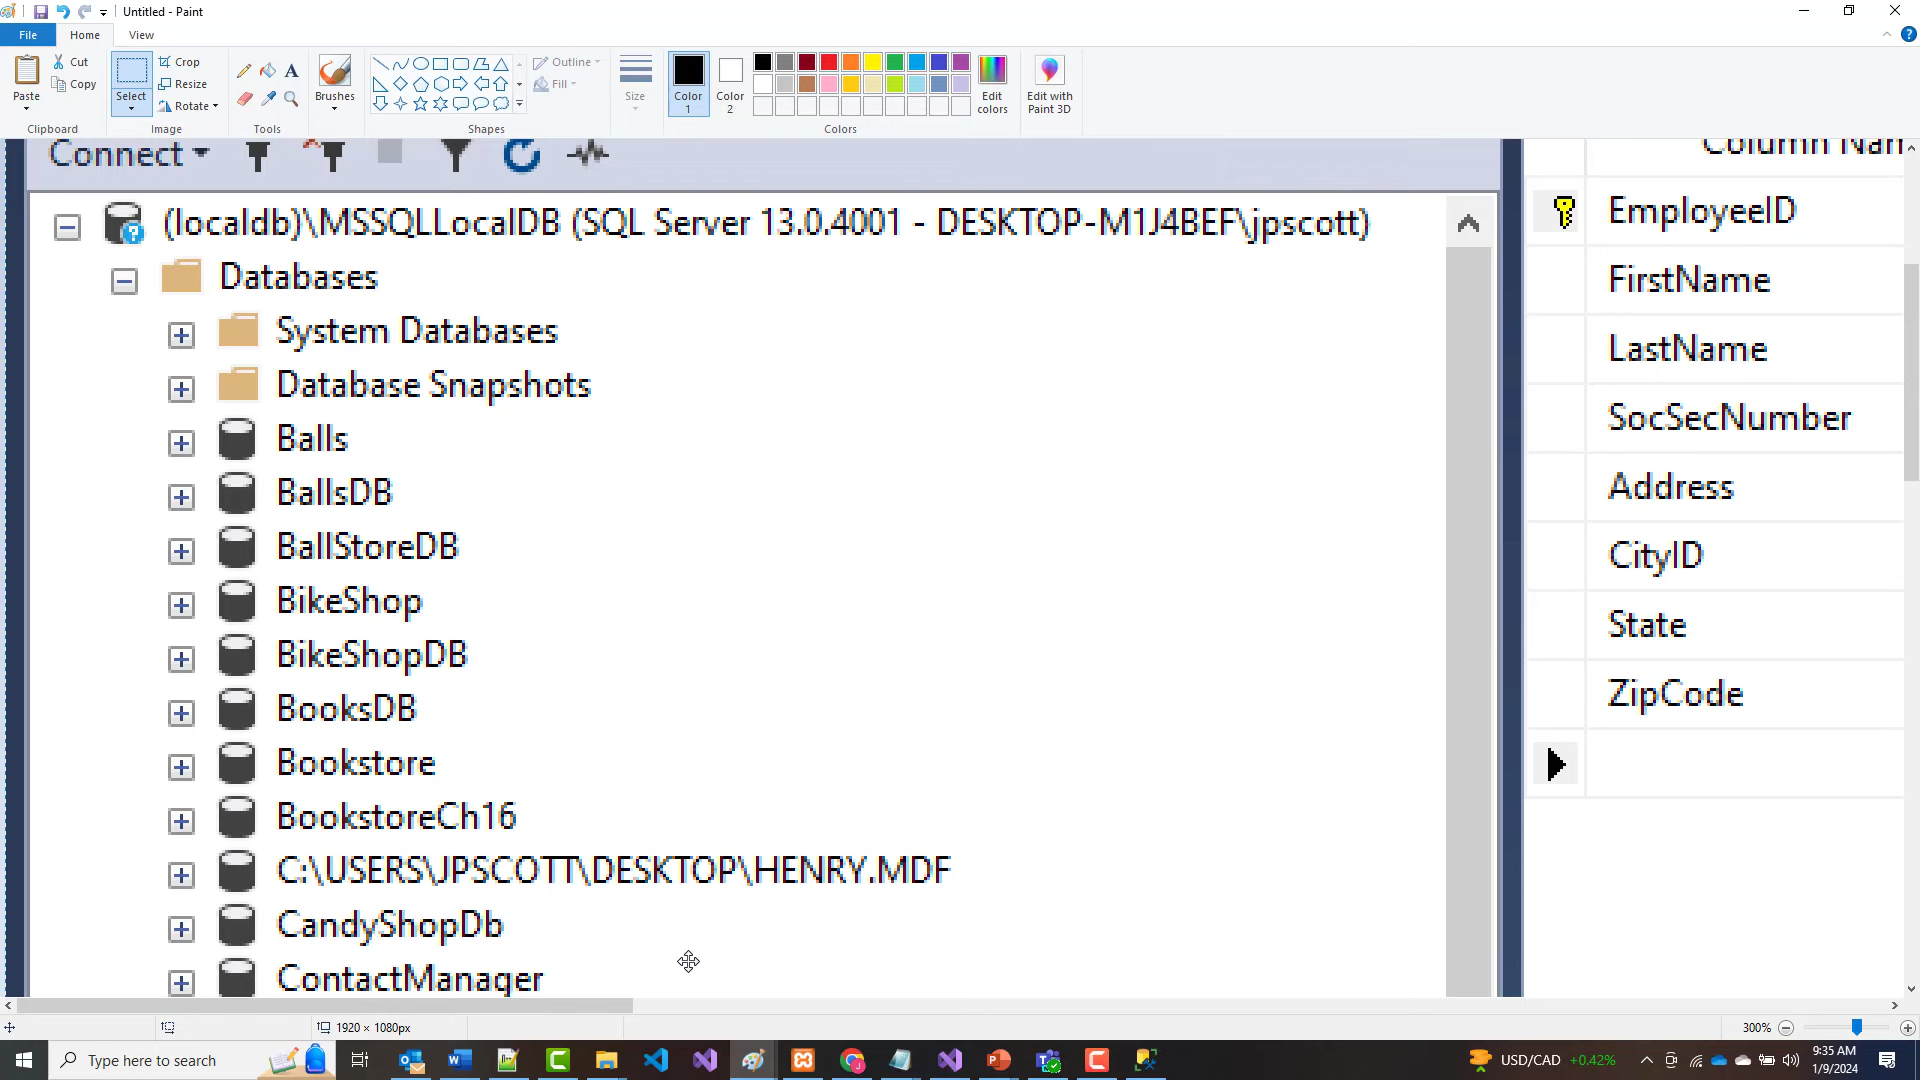 Untitled - Paint
File
Home
View
Paste
Cut
Copy
Clipboard
Select
Crop
Resize
Rotate
Image
A
Tools
Brushes
Outline
Fill
Shapes
Size
Color 1
Color 2
Edit colors
Colors
Edit with Paint 3D
Connect
(localdb)\MSSQLLocalDB (SQL Server 13.0.4001 - DESKTOP-M1J4BEF\jpscott)
Databases
System Databases
Database Snapshots
Balls
BallsDB
BallStoreDB
BikeShop
BikeShopDB
BooksDB
Bookstore
BookstoreCh16
C:\USERS\JPSCOTT\DESKTOP\HENRY.MDF
CandyShopDb
ContactManager
Column Nam
EmployeeID
FirstName
LastName
SocSecNumber
Address
CityID
State
ZipCode
1920 × 1080px
300%
Type here to search
USD/CAD +0.42%
9:35 AM
1/9/2024